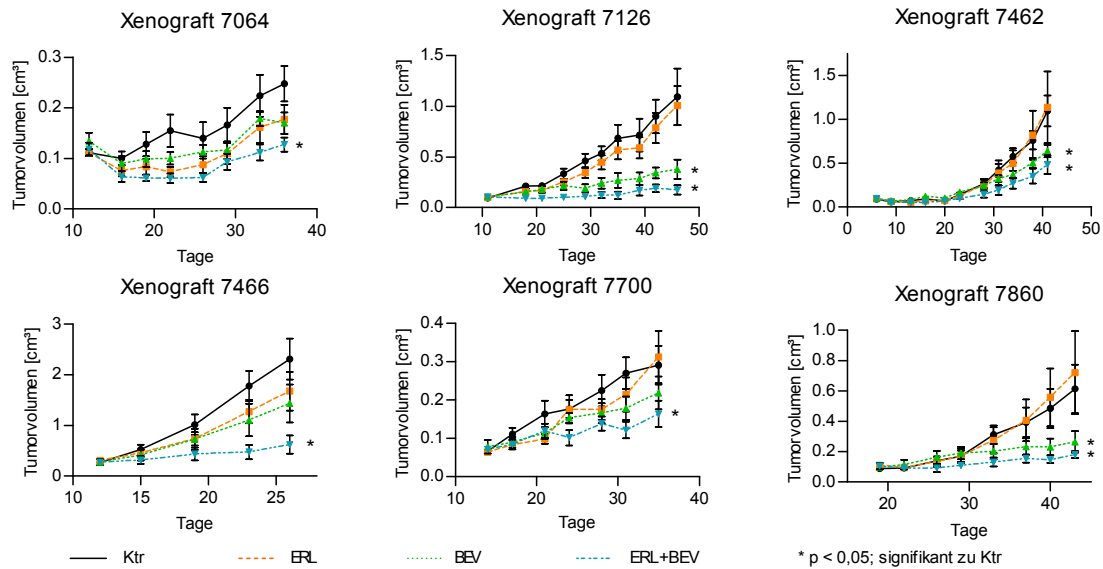 Xenograft 7064
Tumorvolumen [cm³]
0.3
0.2
0.1
0.0
10 20 30 40
Tage
Xenograft 7126
Tumorvolumen [cm³]
1.5
1.0
0.5
0.0
*
*
10 20 30 40 50
Tage
Xenograft 7462
Tumorvolumen [cm³]
1.5
1.0
0.5
0.0
*
*
0 10 20 30 40 50
Tage
Xenograft 7466
Tumorvolumen [cm³]
3
2
1
0
*
10 15 20 25
Tage
Xenograft 7700
Tumorvolumen [cm³]
0.4
0.3
0.2
0.1
0.0
*
10 20 30 40
Tage
Xenograft 7860
Tumorvolumen [cm³]
1.0
0.8
0.6
0.4
0.2
0.0
*
*
20 30 40
Tage
Ktr ERL BEV ERL+BEV * p < 0,05; signifikant zu Ktr